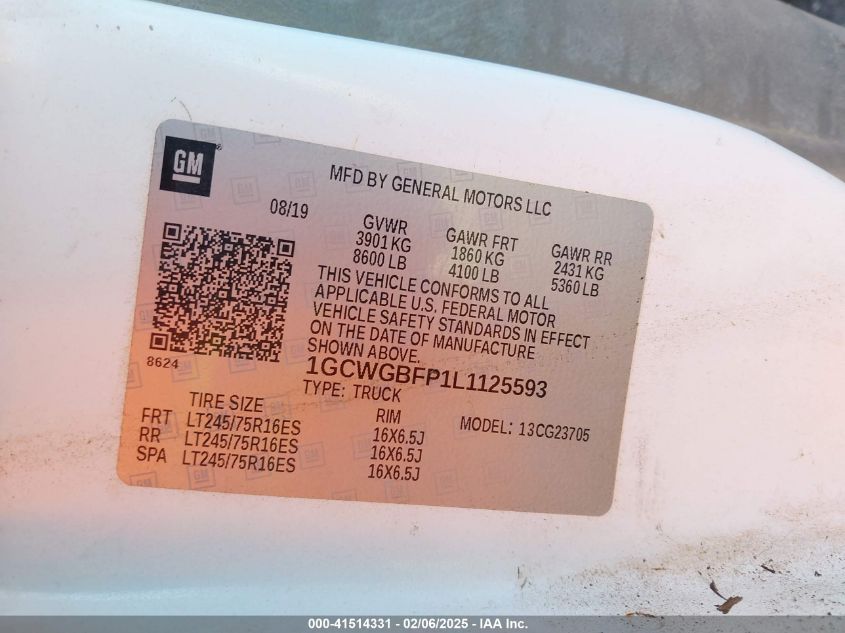 GM
MFD BY GENERAL MOTORS LLC
08/19
GVWR
3901 KG
8600 LB
GAWR FRT
1860 KG
4100 LB
GAWR RR
2431 KG
5360 LB
THIS VEHICLE CONFORMS TO ALL
APPLICABLE U.S. FEDERAL MOTOR
VEHICLE SAFETY STANDARDS IN EFFECT
ON THE DATE OF MANUFACTURE
SHOWN ABOVE.
8624
1GCWGBFP1L1125593
TYPE: TRUCK
MODEL: 13CG23705
TIRE SIZE RIM
FRT LT245/75R16ES 16X6.5J
RR LT245/75R16ES 16X6.5J
SPA LT245/75R16ES 16X6.5J
000-41514331 - 02/06/2025 - IAA Inc.